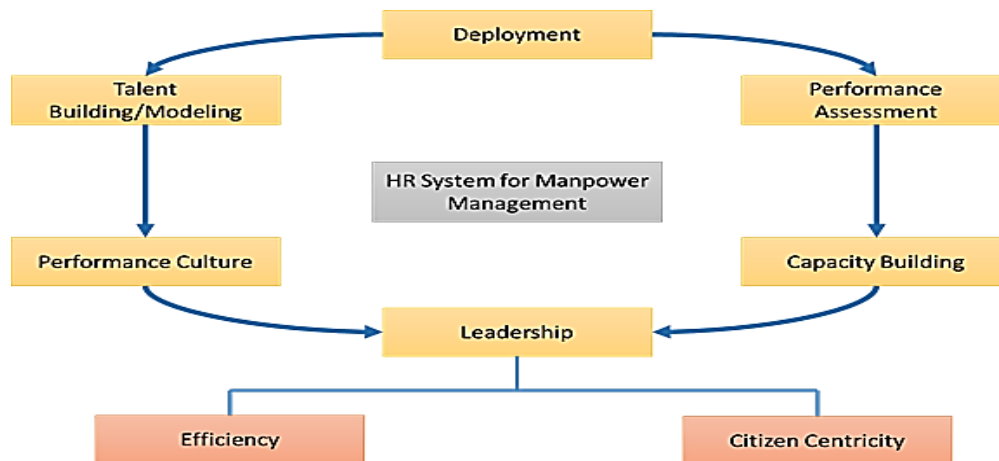 Deployment
Talent
Building/Modeling
Performance
Assessment
HR System for Manpower
Management
Performance Culture
Capacity Building
Leadership
Efficiency
Citizen Centricity